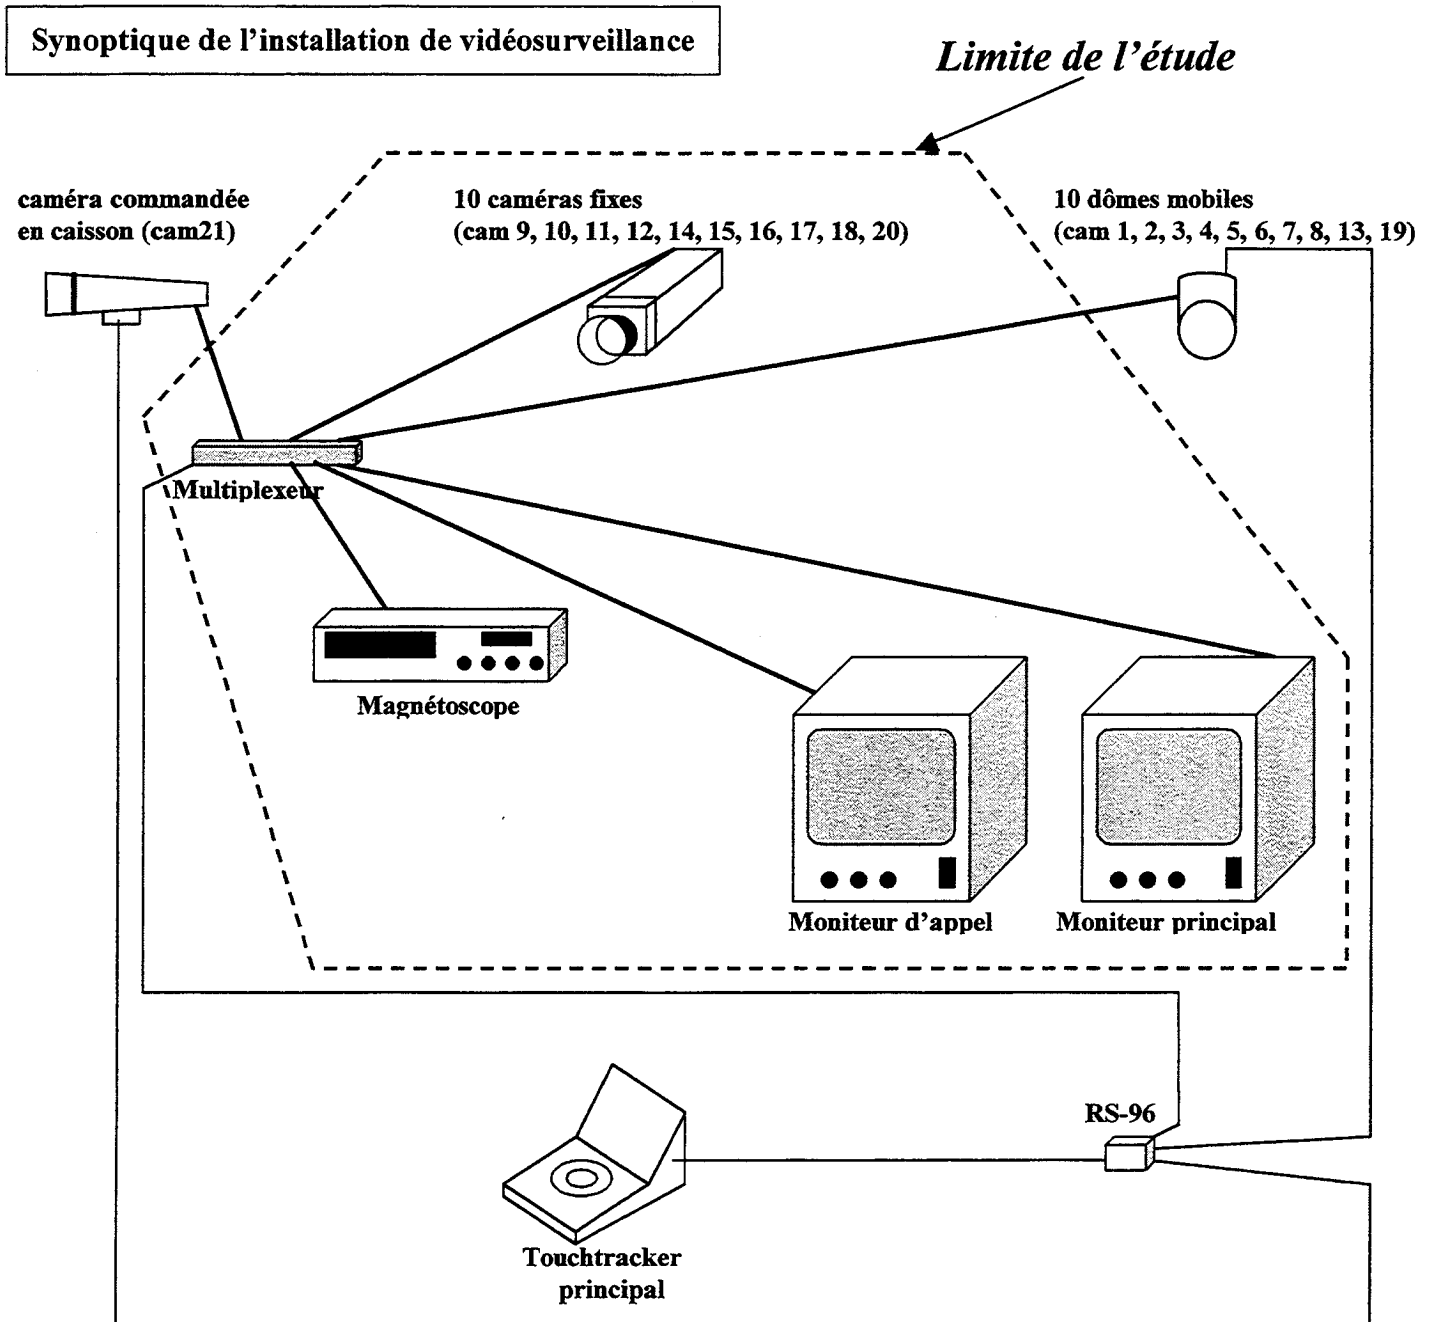 Synoptique de l'installation de vidéosurveillance
Limite de l'étude
caméra commandée
en caisson (cam21)
10 caméras fixes
(cam 9, 10, 11, 12, 14, 15, 16, 17, 18, 20)
10 dômes mobiles
(cam 1, 2, 3, 4, 5, 6, 7, 8, 13, 19)
Multiplexeur
Magnétoscope
Moniteur d'appel
Moniteur principal
RS-96
Touchtracker
principal